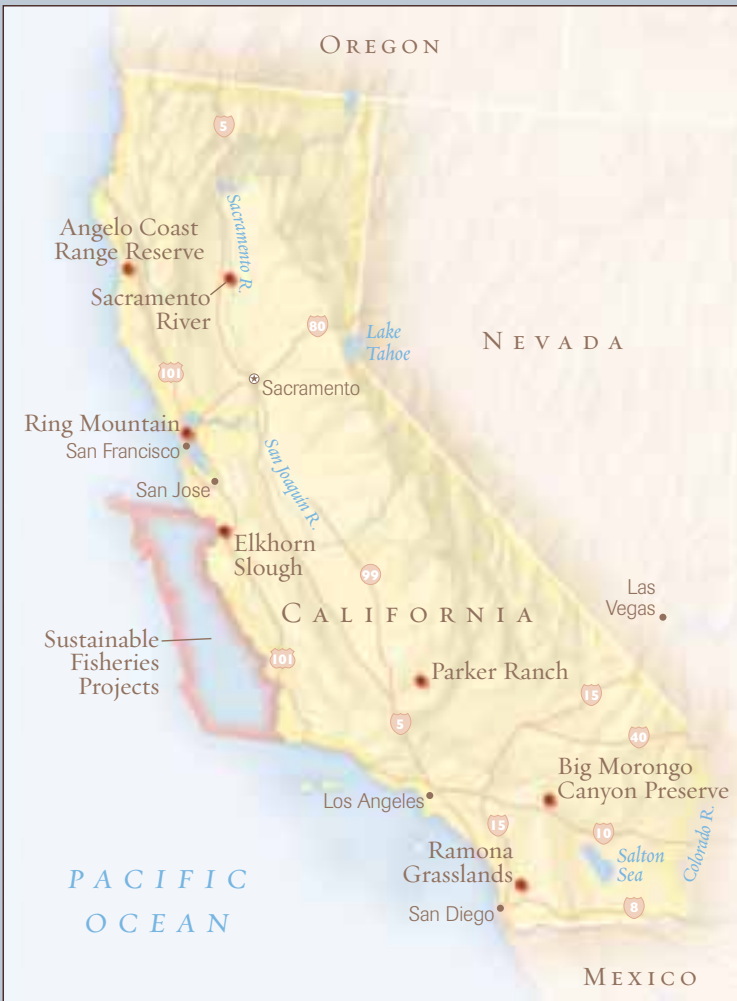 OREGON
5
Sacramento R.
Angelo Coast
Range Reserve
Sacramento
River
80
Lake
Tahoe
NEVADA
101
Sacramento
Ring Mountain
San Francisco
San Joaquin R.
San Jose
Elkhorn
Slough
99
Las
Vegas
CALIFORNIA
Sustainable
Fisheries
Projects
101
Parker Ranch
15
5
40
Big Morongo
Canyon Preserve
Los Angeles
15
10
Colorado R.
Ramona
Grasslands
Salton
Sea
PACIFIC
OCEAN
San Diego
8
MEXICO